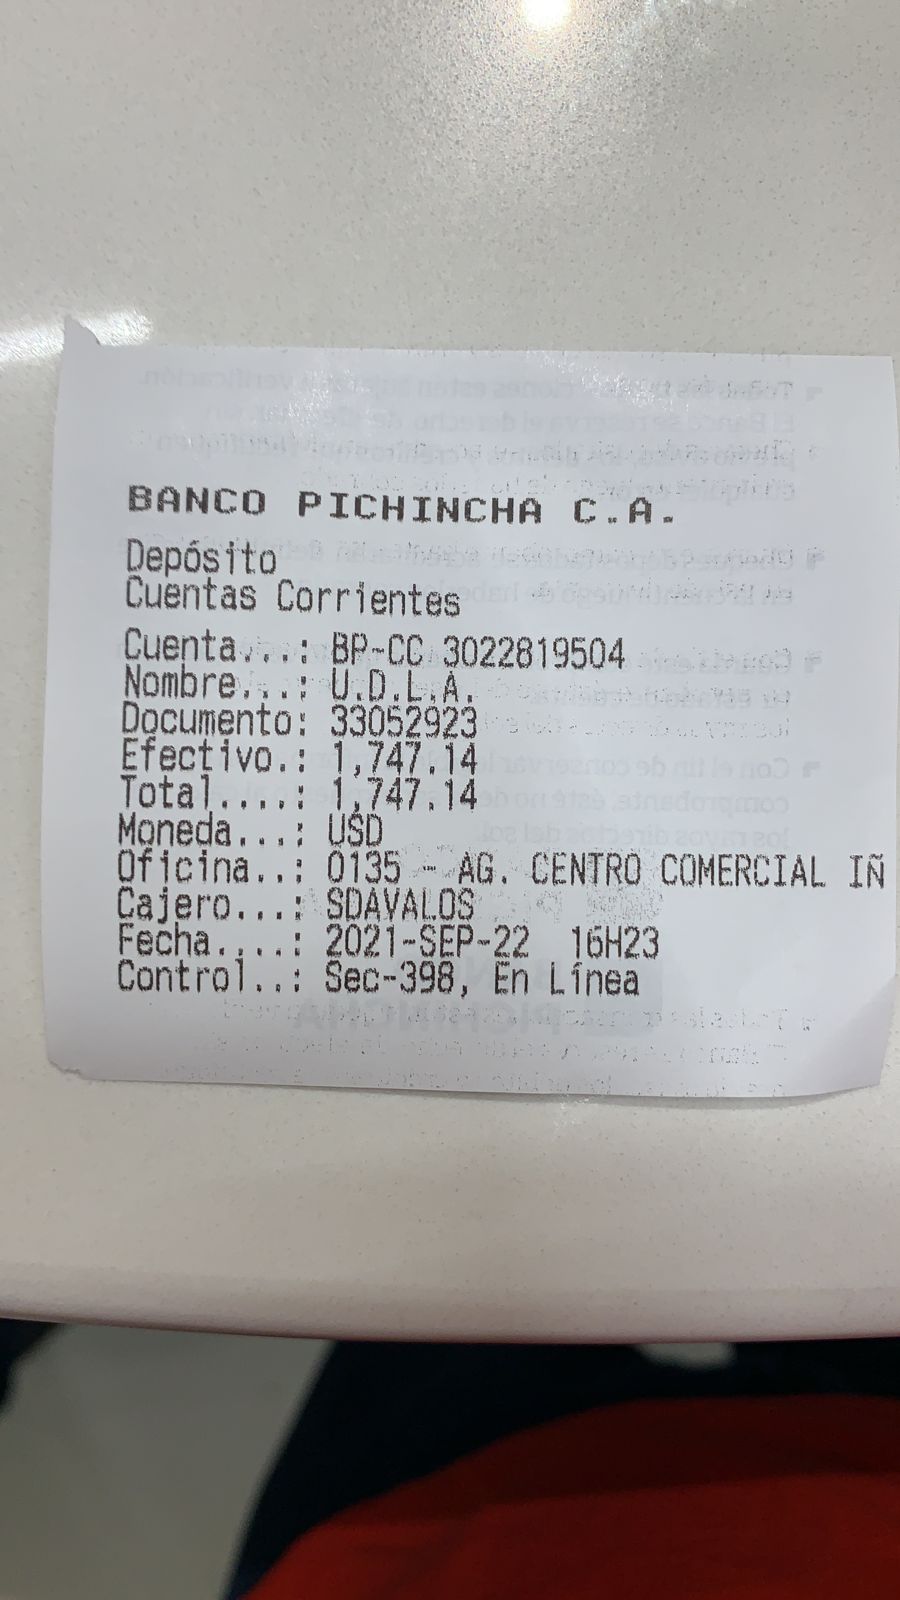 BANCO PICHINCHA C.A.
Depósito
Cuentas Corrientes
Cuenta...: BP-CC 3022819504
Nombre...: U.D.L.A.
Documento: 33052923
Efectivo.: 1,747.14
Total....: 1,747.14
Moneda...: USD
Oficina..: 0135 - AG. CENTRO COMERCIAL IÑ
Cajero...: SDAVALOS
Fecha....: 2021-SEP-22 16H23
Control..: Sec-398, En Línea